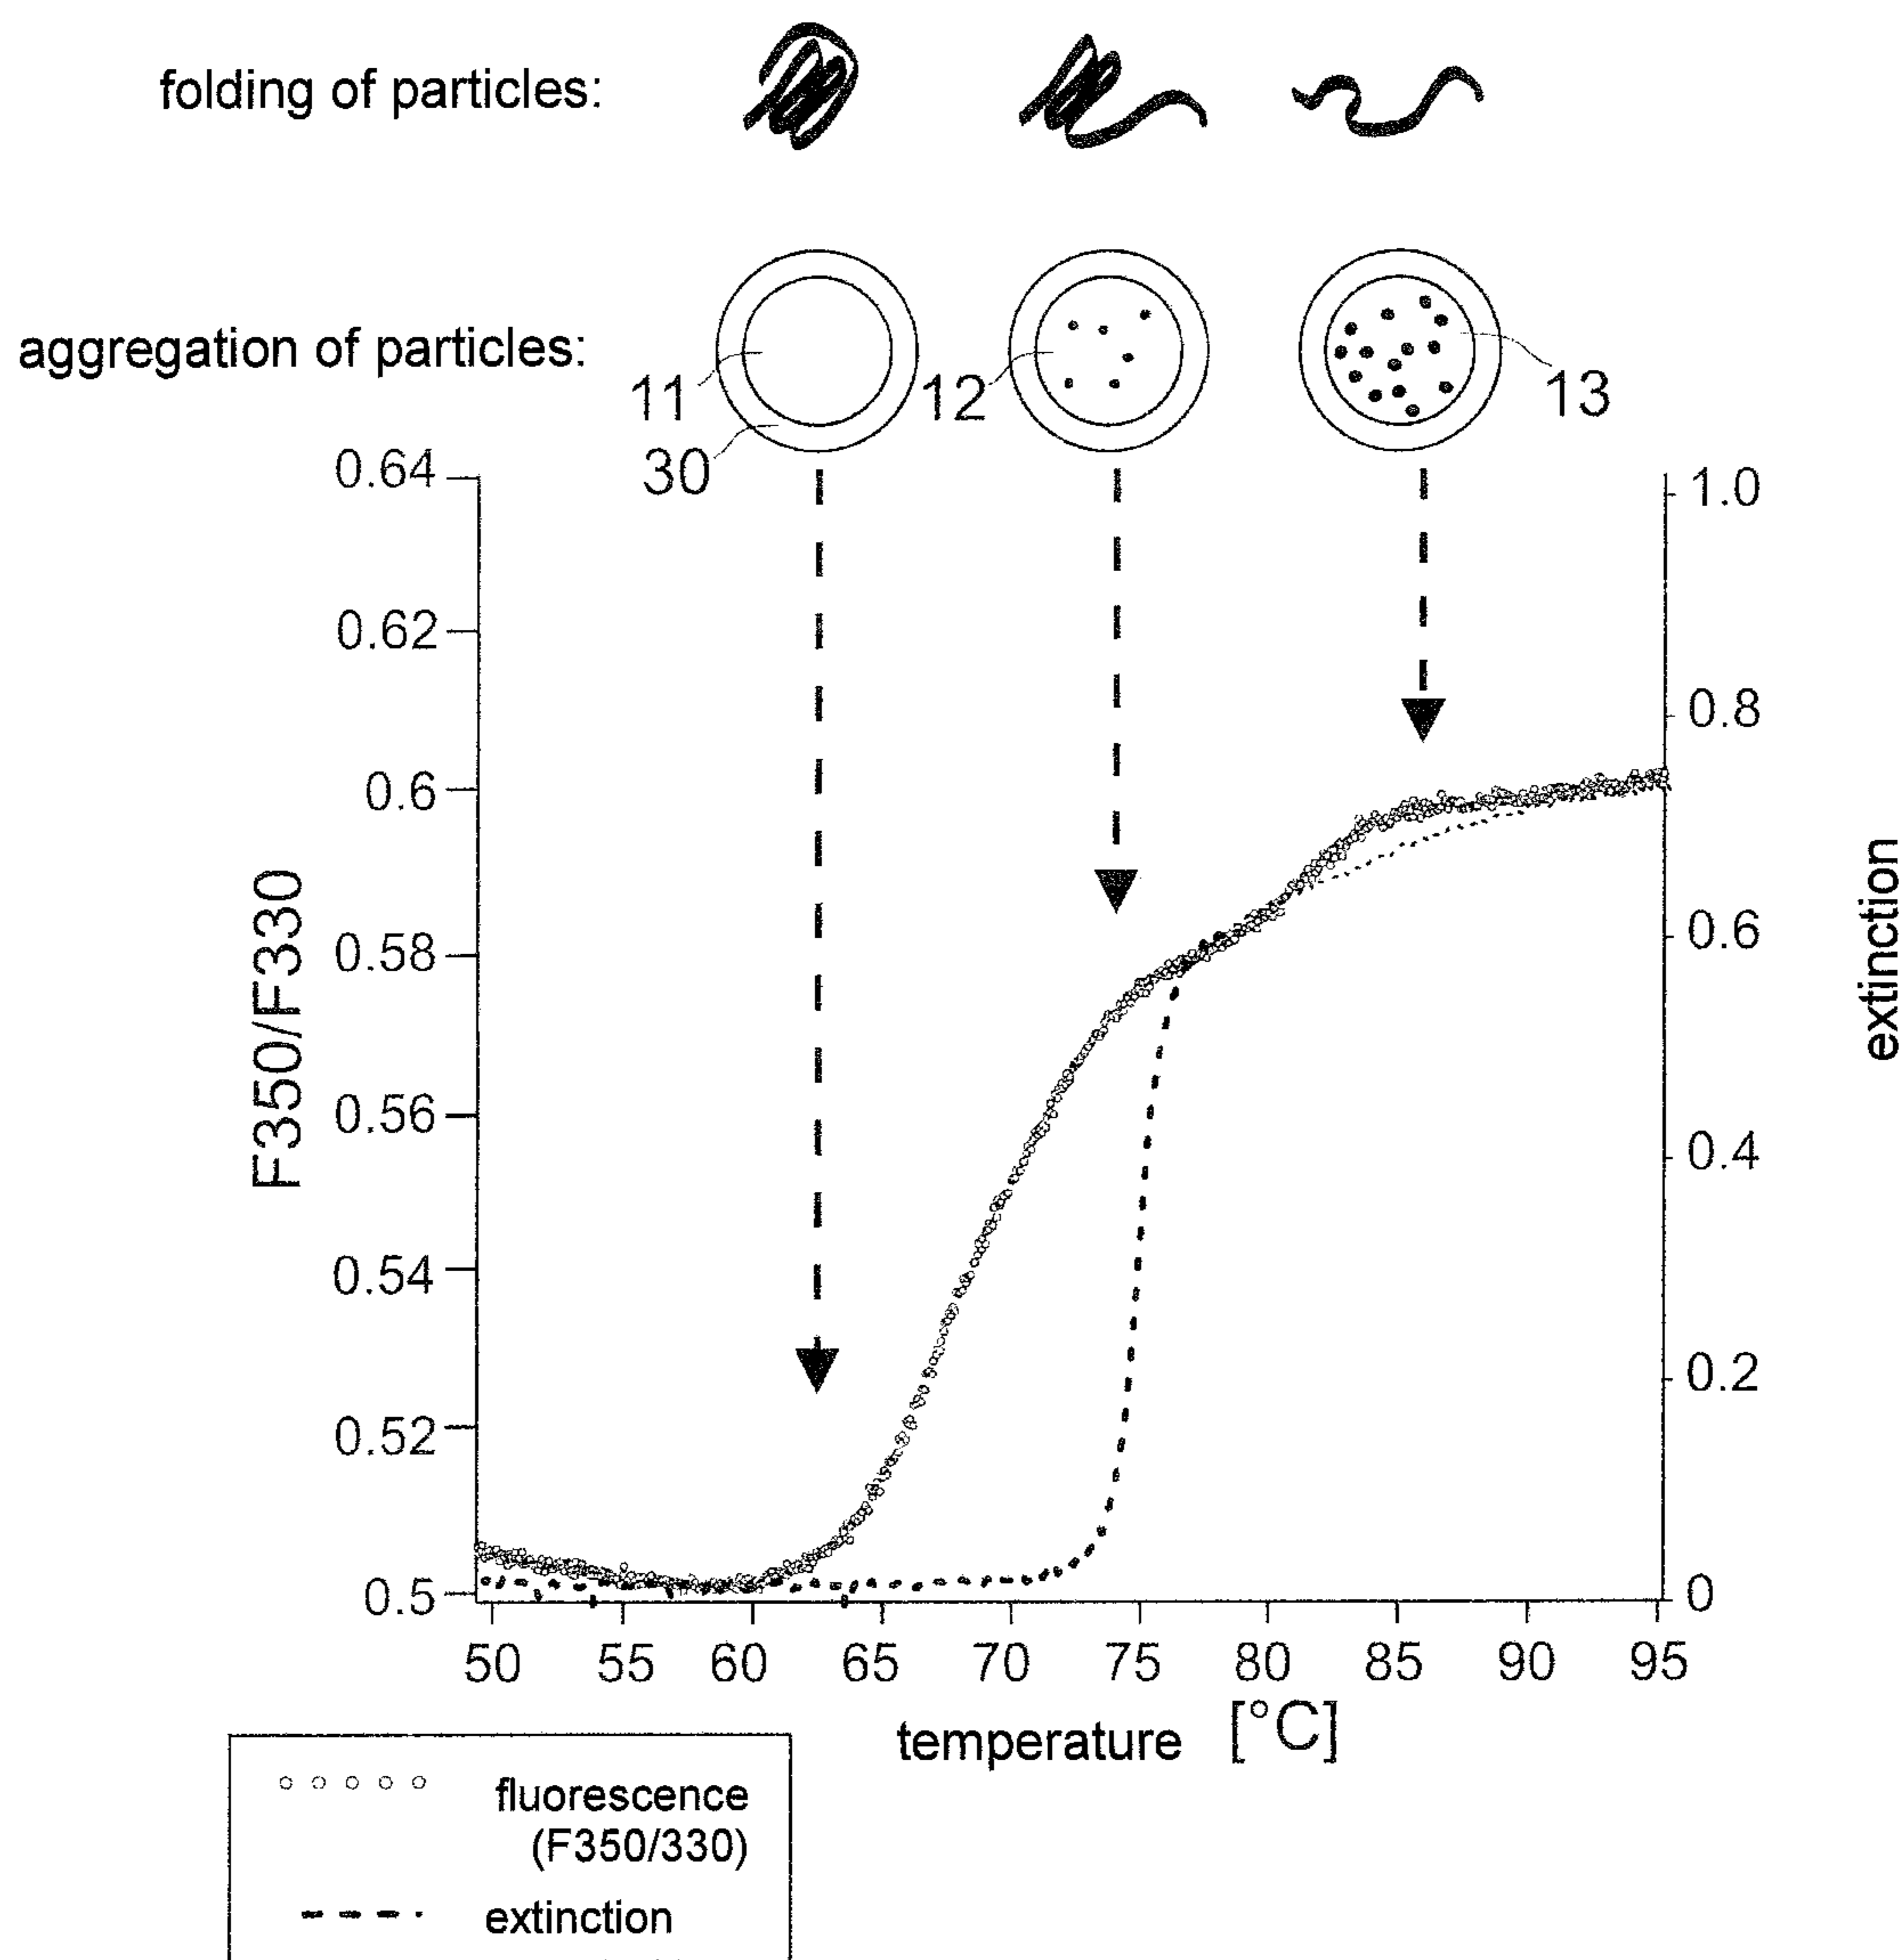 folding of particles:
aggregation of particles:
11
12
13
30
0.64
0.62
0.6
0.58
0.56
0.54
0.52
0.5
F350/F330
1.0
0.8
0.6
0.4
0.2
0
extinction
50 55 60 65 70 75 80 85 90 95
temperature [°C]
fluorescence
(F350/330)
extinction